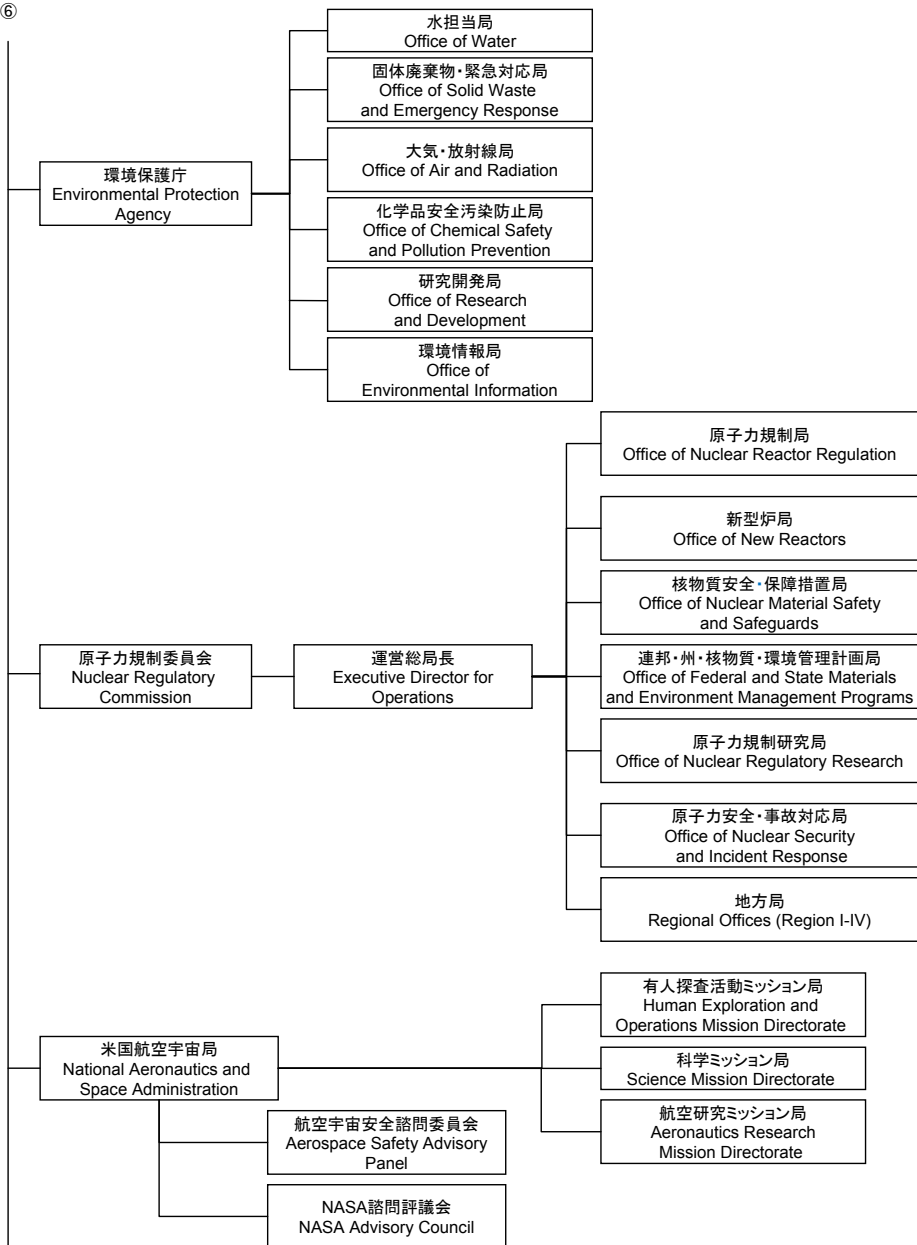 ⑥
水担当局
Office of Water
固体廃棄物・緊急対応局
Office of Solid Waste
and Emergency Response
大気・放射線局
Office of Air and Radiation
環境保護庁
Environmental Protection
Agency
化学品安全汚染防止局
Office of Chemical Safety
and Pollution Prevention
研究開発局
Office of Research
and Development
環境情報局
Office of
Environmental Information
原子力規制局
Office of Nuclear Reactor Regulation
新型炉局
Office of New Reactors
核物質安全・保障措置局
Office of Nuclear Material Safety
and Safeguards
原子力規制委員会
Nuclear Regulatory
Commission
運営総局長
Executive Director for
Operations
連邦・州・核物質・環境管理計画局
Office of Federal and State Materials
and Environment Management Programs
原子力規制研究局
Office of Nuclear Regulatory Research
原子力安全・事故対応局
Office of Nuclear Security
and Incident Response
地方局
Regional Offices (Region I-IV)
有人探査活動ミッション局
Human Exploration and
Operations Mission Directorate
米国航空宇宙局
National Aeronautics and
Space Administration
科学ミッション局
Science Mission Directorate
航空研究ミッション局
Aeronautics Research
Mission Directorate
航空宇宙安全諮問委員会
Aerospace Safety Advisory
Panel
NASA諮問評議会
NASA Advisory Council